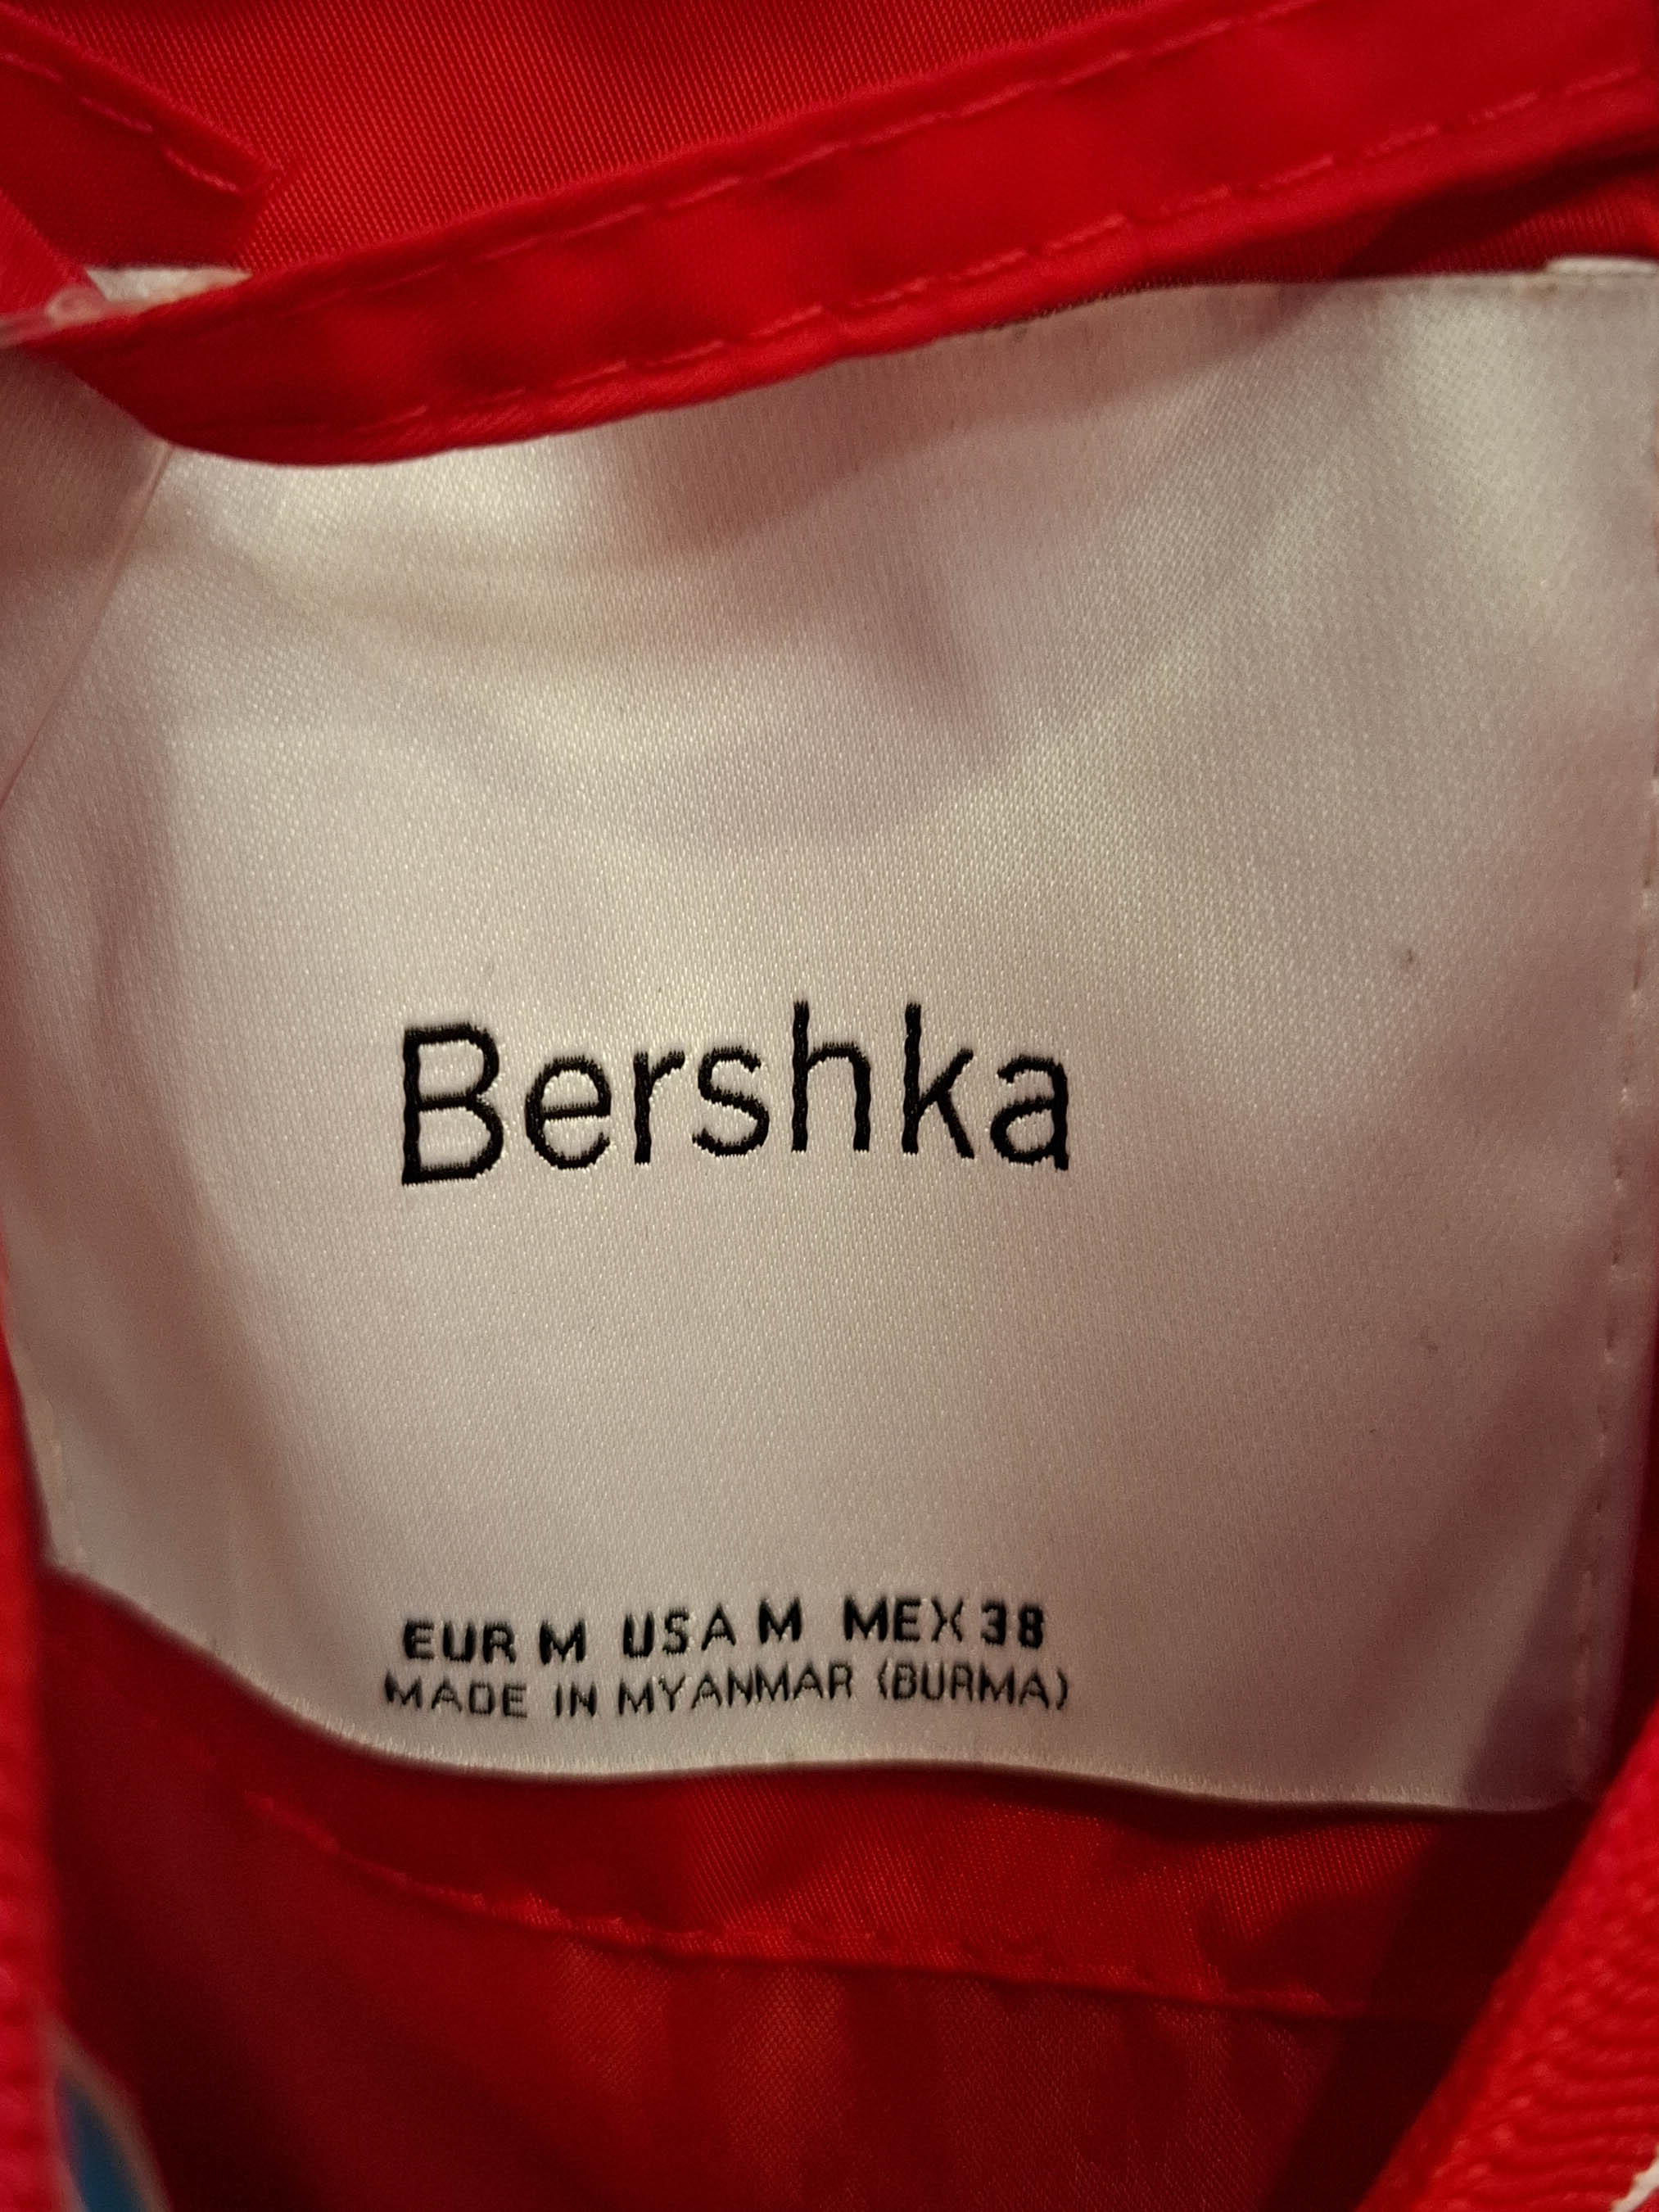 Bershka
EUR M USA M MEX 38
MADE IN MYANMAR (BURMA)